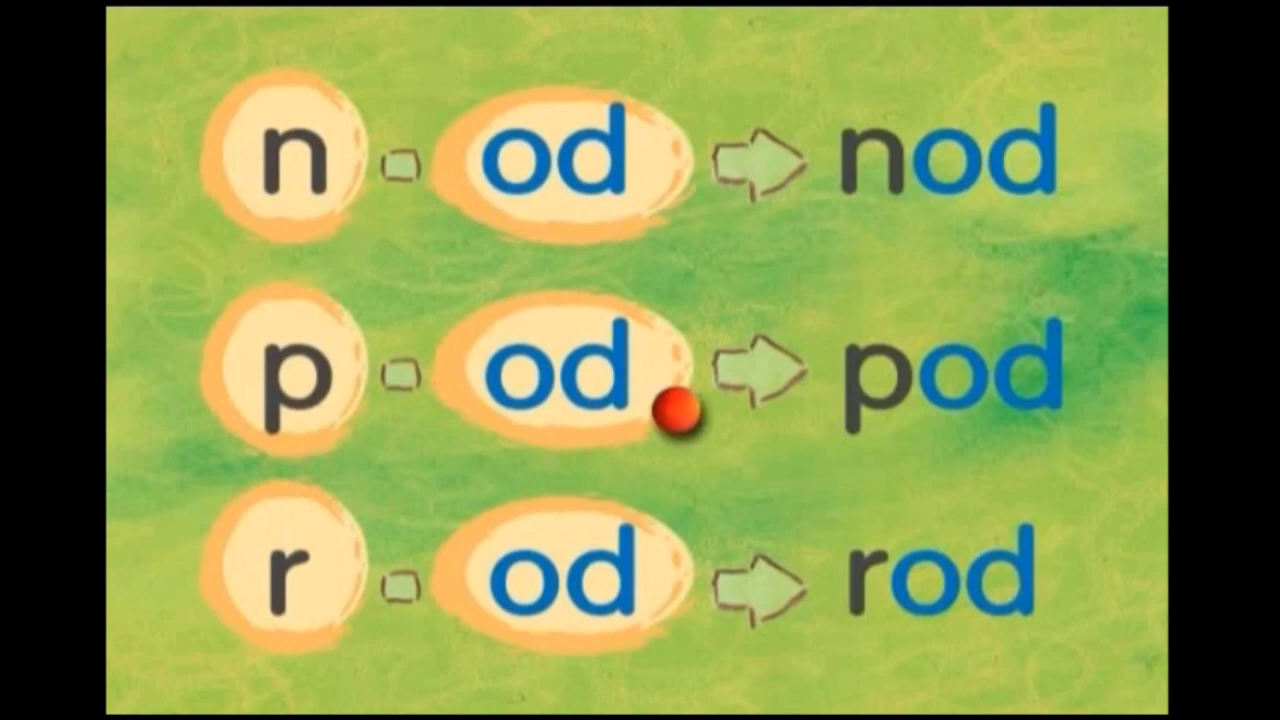 n - od → nod
p - od → pod
r - od → rod